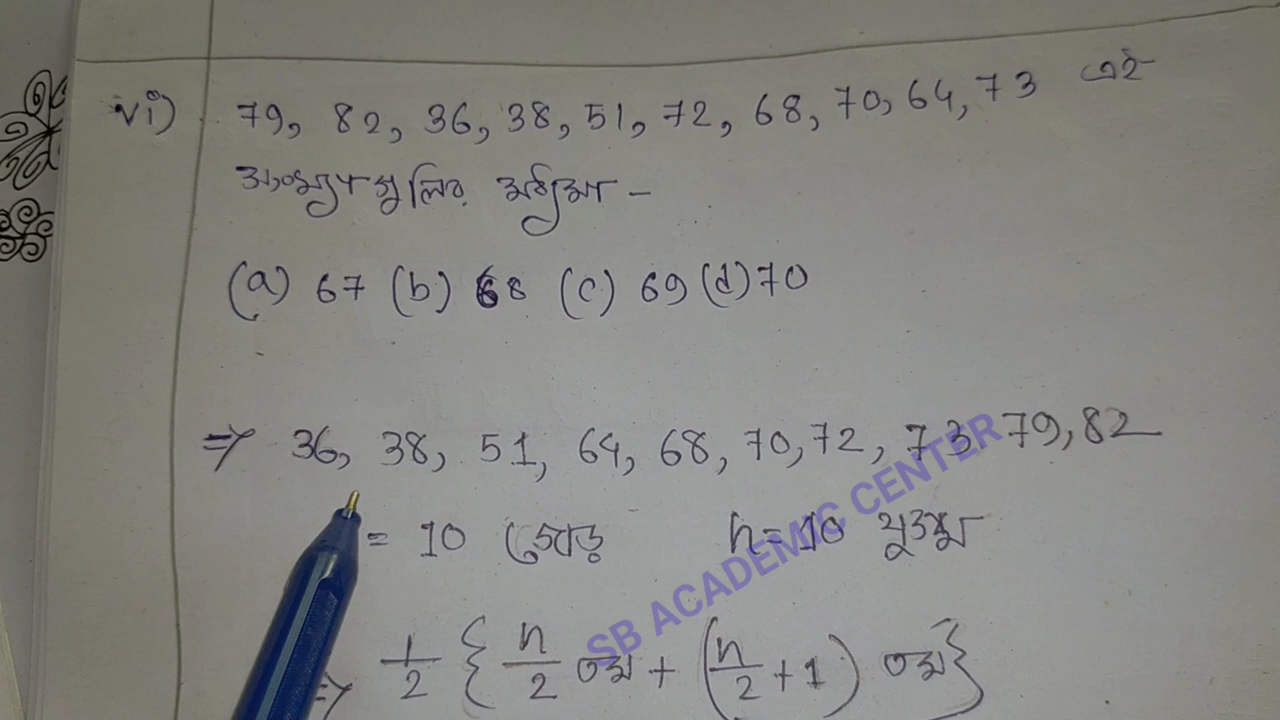 vi) 79, 82, 36, 38, 51, 72, 68, 70, 64, 73 এই
সংখ্যাগুলির মধ্যমা -
(a) 67 (b) 68 (c) 69 (d) 70
⇒ 36, 38, 51, 64, 68, 70, 72, 73 79, 82
= 10 জোড় n = 10 যুগ্ম
⇒ 1/2 { n/2 তম + (n/2 + 1) তম }
SB ACADEMIC CENTER